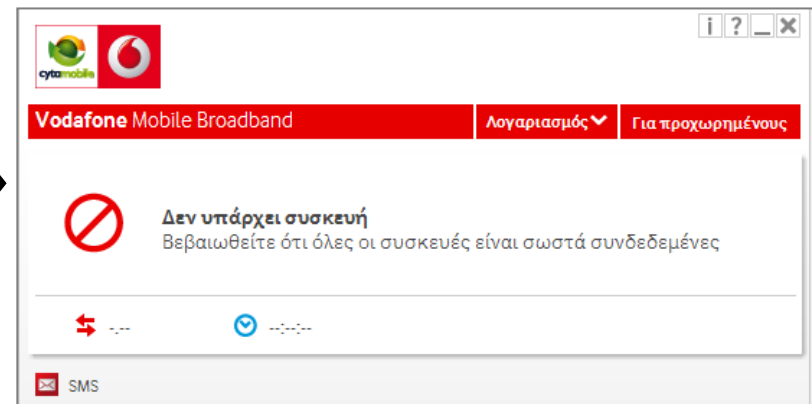 i ? _ X
cytamobile
Vodafone Mobile Broadband Λογαριασμός Για προχωρημένους
Δεν υπάρχει συσκευή
Βεβαιωθείτε ότι όλες οι συσκευές είναι σωστά συνδεδεμένες
-.-- --:--:--
SMS